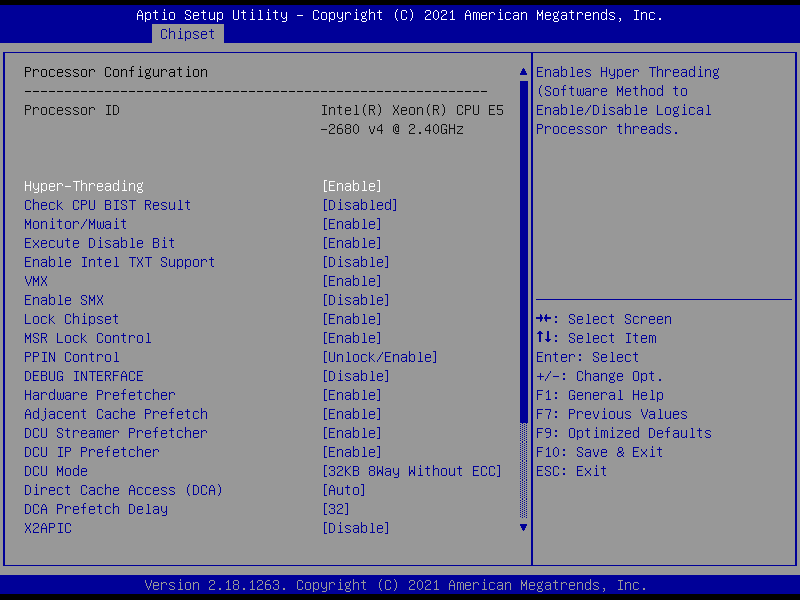 Aptio Setup Utility – Copyright (C) 2021 American Megatrends, Inc.
Chipset
Processor Configuration
----------------------------------------------------------
Processor ID Intel(R) Xeon(R) CPU E5
-2680 v4 @ 2.40GHz
Hyper-Threading [Enable]
Check CPU BIST Result [Disabled]
Monitor/Mwait [Enable]
Execute Disable Bit [Enable]
Enable Intel TXT Support [Disable]
VMX [Enable]
Enable SMX [Disable]
Lock Chipset [Enable]
MSR Lock Control [Enable]
PPIN Control [Unlock/Enable]
DEBUG INTERFACE [Disable]
Hardware Prefetcher [Enable]
Adjacent Cache Prefetch [Enable]
DCU Streamer Prefetcher [Enable]
DCU IP Prefetcher [Enable]
DCU Mode [32KB 8Way Without ECC]
Direct Cache Access (DCA) [Auto]
DCA Prefetch Delay [32]
X2APIC [Disable]
Enables Hyper Threading
(Software Method to
Enable/Disable Logical
Processor threads.
→←: Select Screen
↑↓: Select Item
Enter: Select
+/-: Change Opt.
F1: General Help
F7: Previous Values
F9: Optimized Defaults
F10: Save & Exit
ESC: Exit
Version 2.18.1263. Copyright (C) 2021 American Megatrends, Inc.